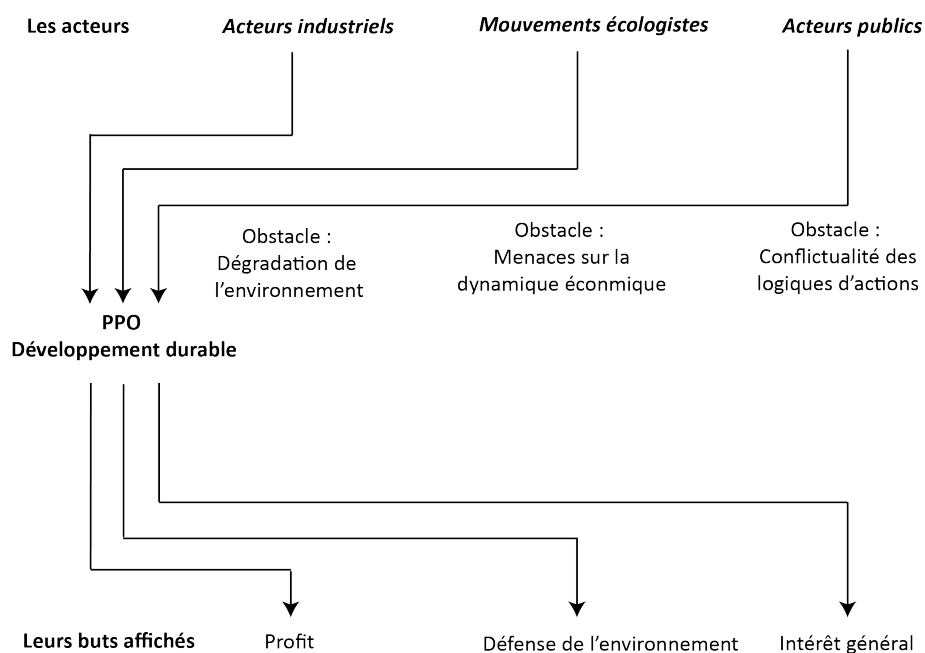 Les acteurs
Acteurs industriels
Mouvements écologistes
Acteurs publics
Obstacle :
Dégradation de
l'environnement
Obstacle :
Menaces sur la
dynamique éconmique
Obstacle :
Conflictualité des
logiques d'actions
PPO
Développement durable
Leurs buts affichés
Profit
Défense de l'environnement
Intérêt général